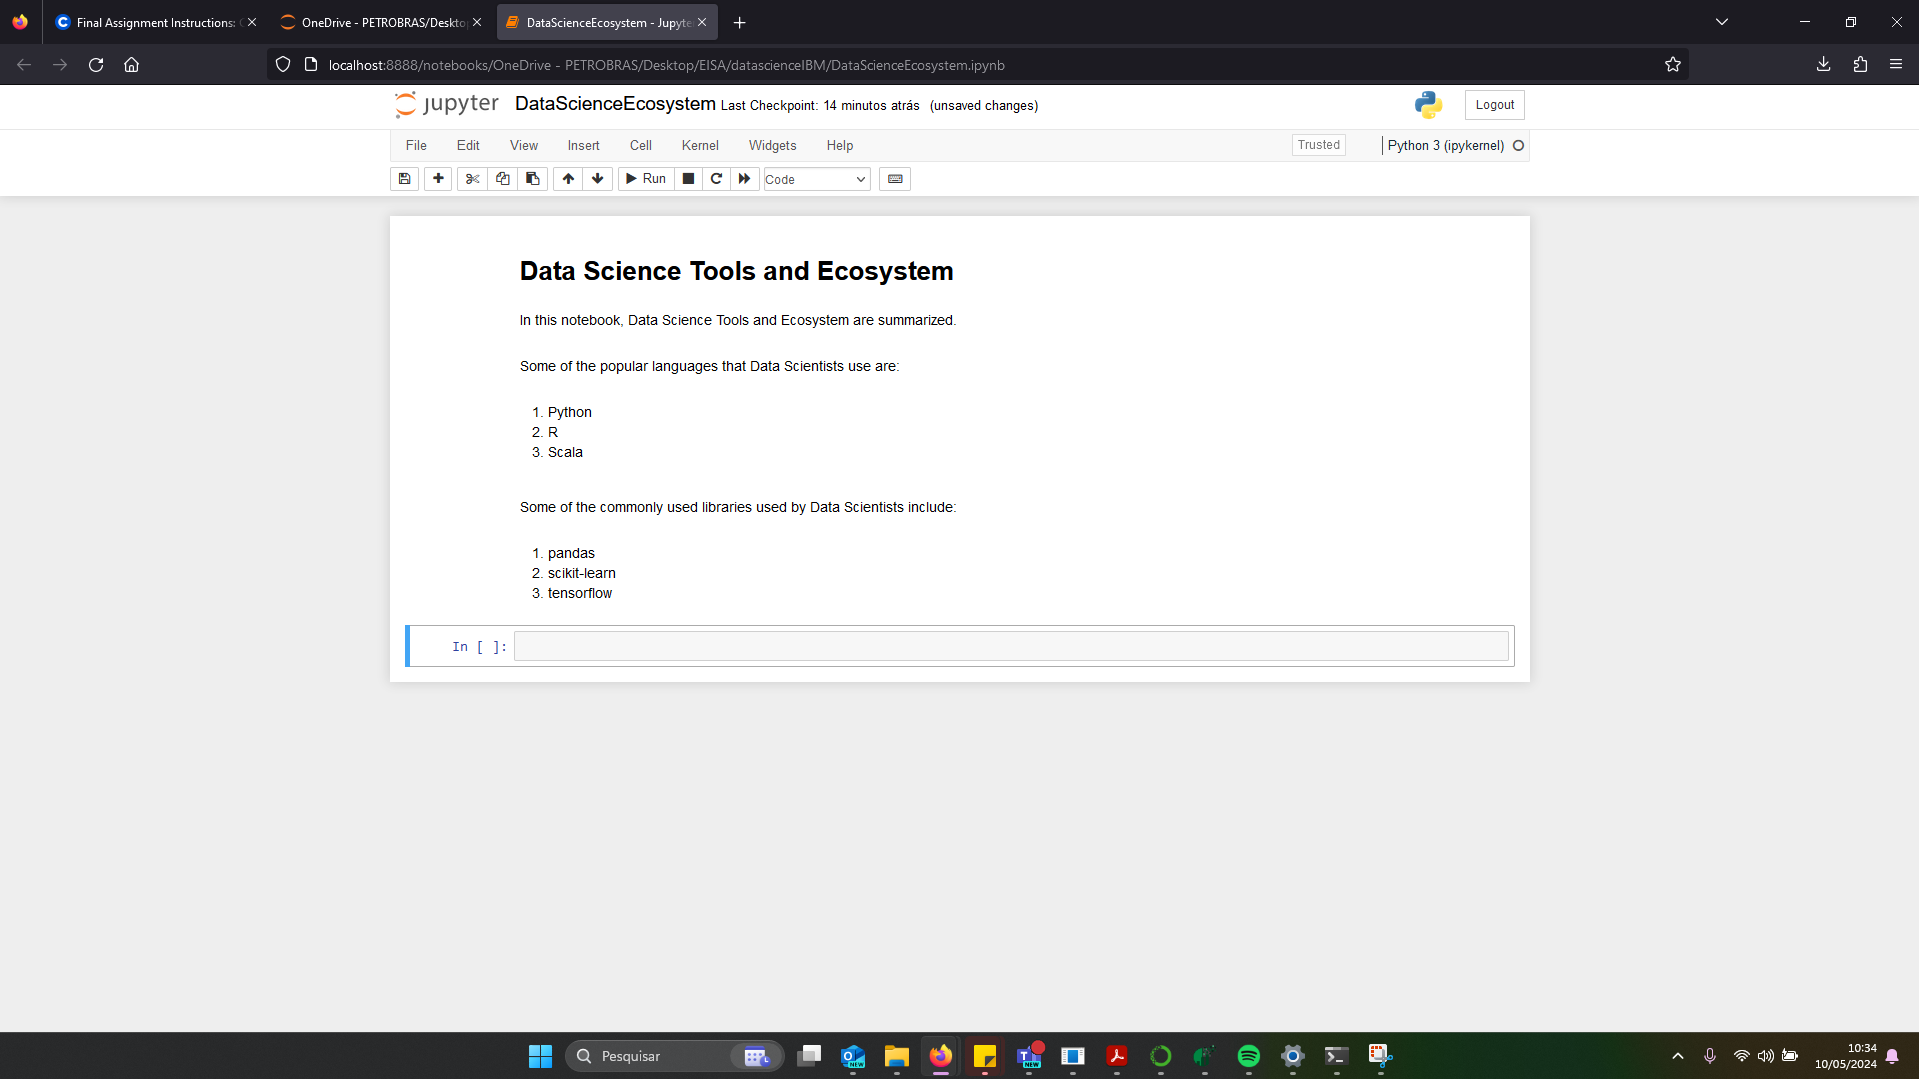 Final Assignment Instructions:
OneDrive - PETROBRAS/Deskto
DataScienceEcosystem - Jupyte
localhost:8888/notebooks/OneDrive - PETROBRAS/Desktop/EISA/datascienceIBM/DataScienceEcosystem.ipynb
jupyter DataScienceEcosystem Last Checkpoint: 14 minutos atrás (unsaved changes)
Logout
File Edit View Insert Cell Kernel Widgets Help
Trusted
Python 3 (ipykernel)
Run
Code
Data Science Tools and Ecosystem
In this notebook, Data Science Tools and Ecosystem are summarized.
Some of the popular languages that Data Scientists use are:
1. Python
2. R
3. Scala
Some of the commonly used libraries used by Data Scientists include:
1. pandas
2. scikit-learn
3. tensorflow
In [ ]:
Pesquisar
NEW
NEW
10:34
10/05/2024